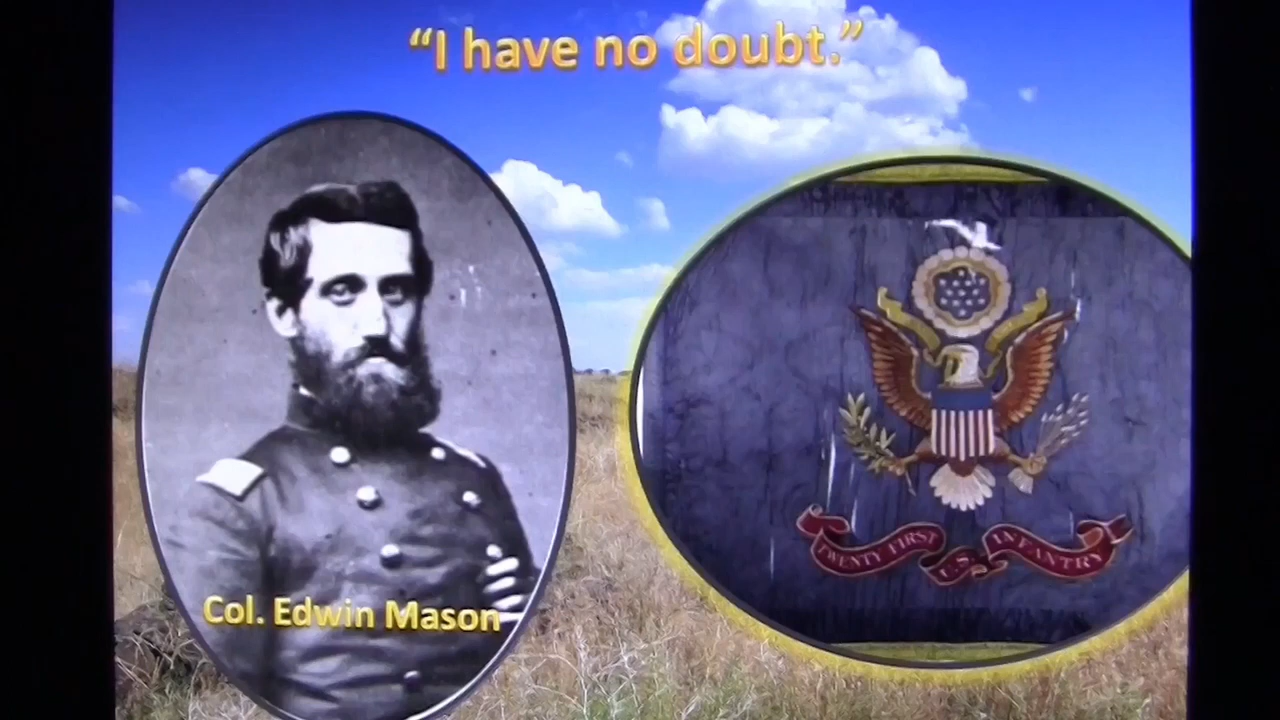 “I have no doubt.”
Col. Edwin Mason
TWENTY FIRST
U.S.
INFANTRY